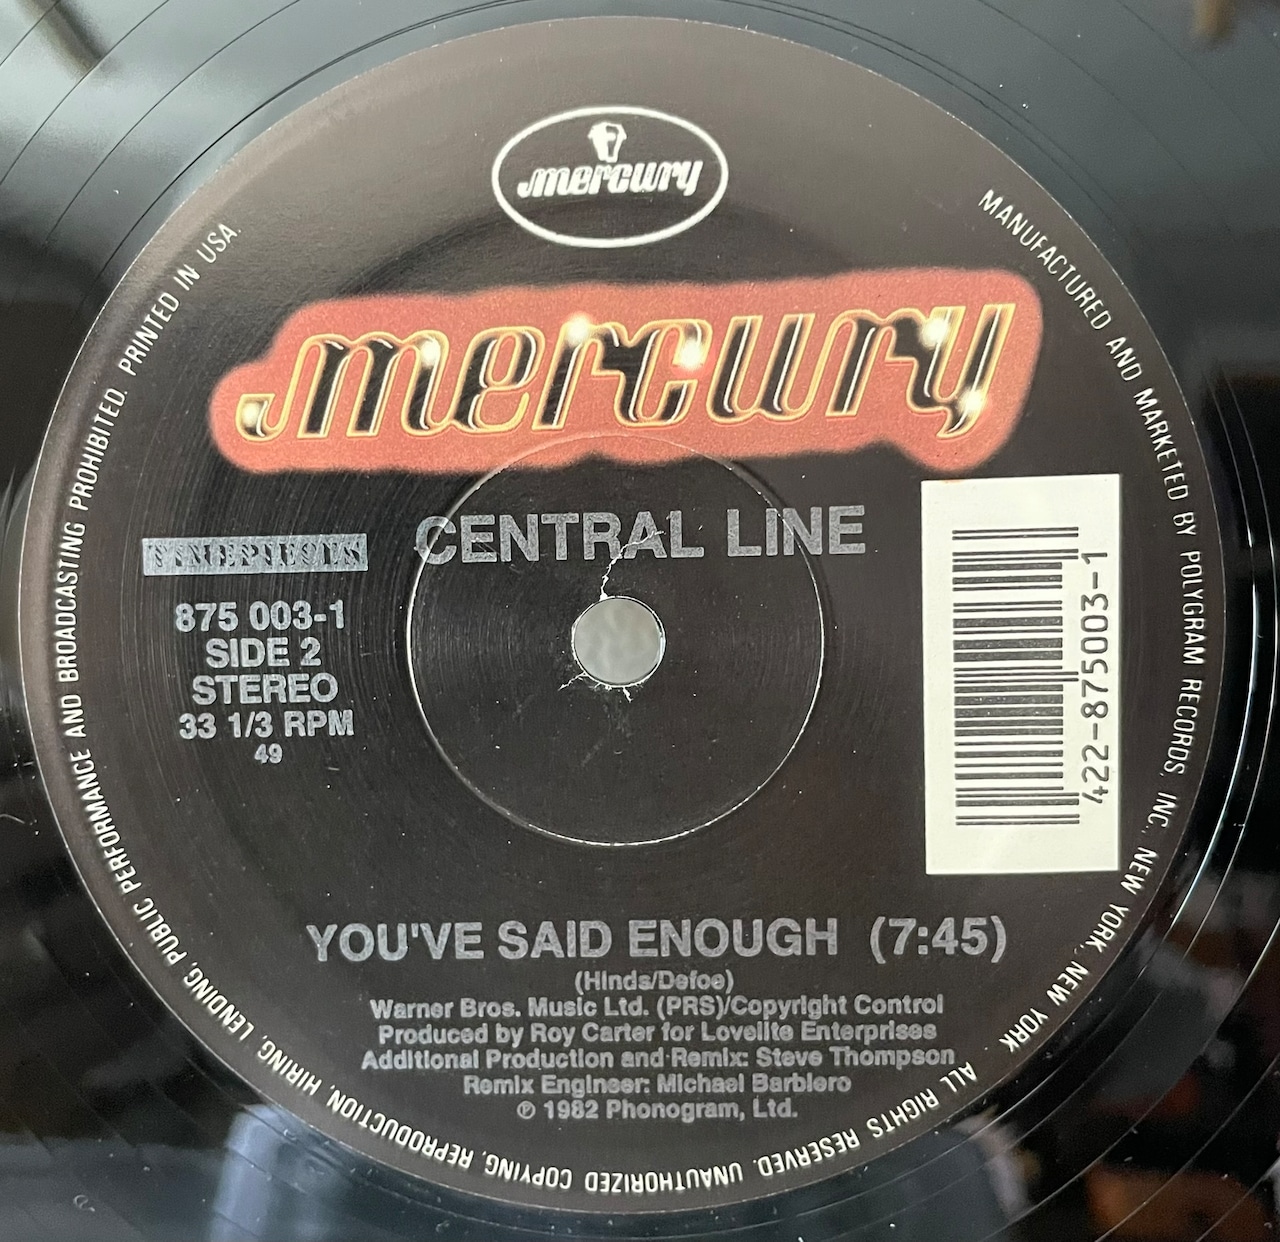 mercury
mercury
CENTRAL LINE
FINEPIECES
875 003-1
SIDE 2
STEREO
33 1/3 RPM
49
422-875003-1
YOU'VE SAID ENOUGH (7:45)
(Hinds/Defoe)
Warner Bros. Music Ltd. (PRS)/Copyright Control
Produced by Roy Carter for Lovelite Enterprises
Additional Production and Remix: Steve Thompson
Remix Engineer: Michael Barbiero
℗ 1982 Phonogram, Ltd.
MANUFACTURED AND MARKETED BY POLYGRAM RECORDS, INC., NEW YORK, NEW YORK. ALL RIGHTS RESERVED. UNAUTHORIZED COPYING, REPRODUCTION, HIRING, LENDING, PUBLIC PERFORMANCE AND BROADCASTING PROHIBITED. PRINTED IN USA.